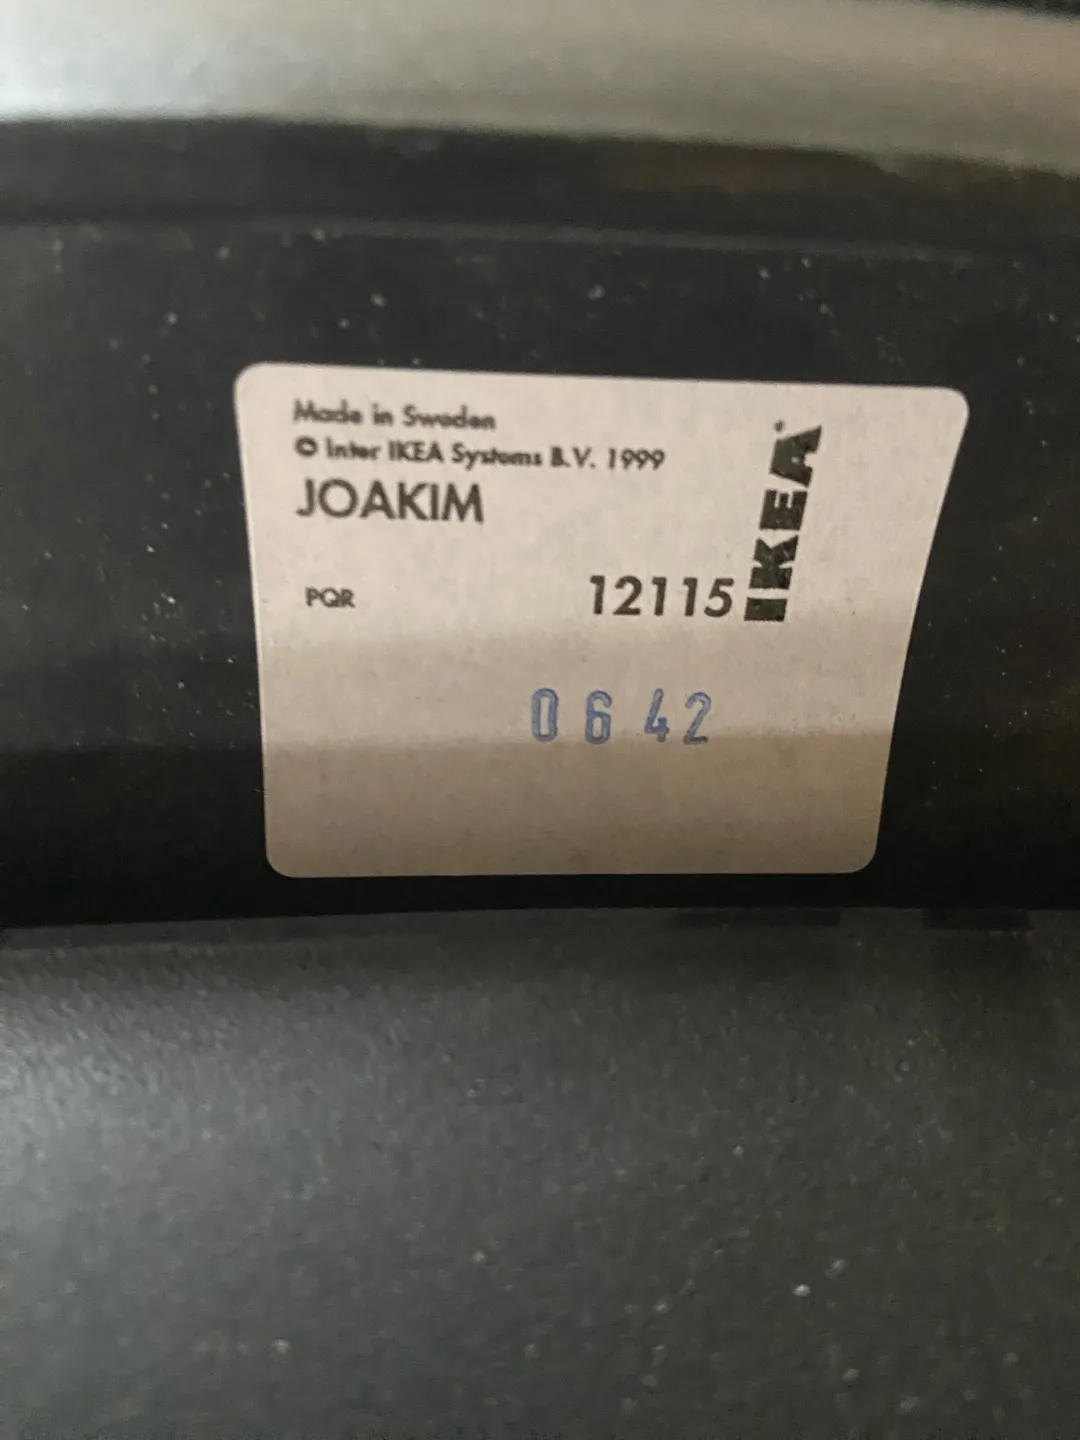 Made in Sweden
© Inter IKEA Systems B.V. 1999
JOAKIM
PQR 12115
IKEA
0642